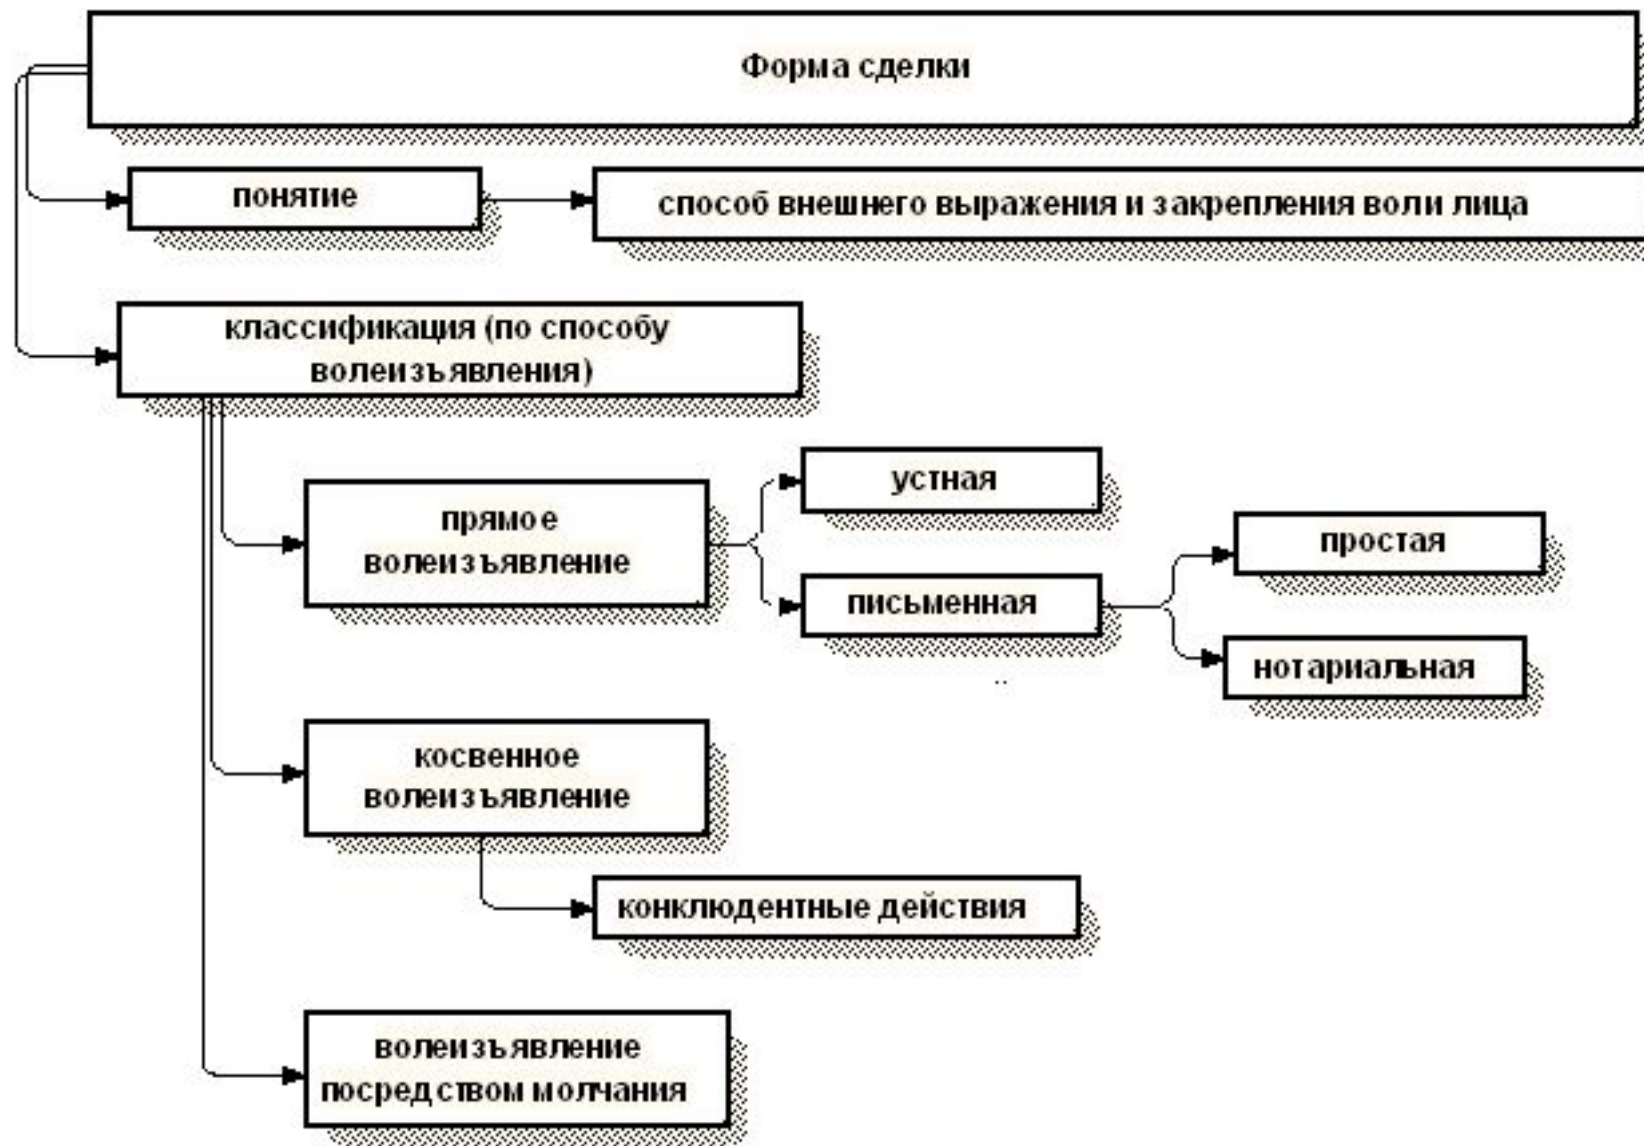 Форма сделки
понятие
способ внешнего выражения и закрепления воли лица
классификация (по способу
волеизъявления)
прямое
волеизъявление
устная
письменная
простая
нотариальная
косвенное
волеизъявление
конклюдентные действия
волеизъявление
посредством молчания